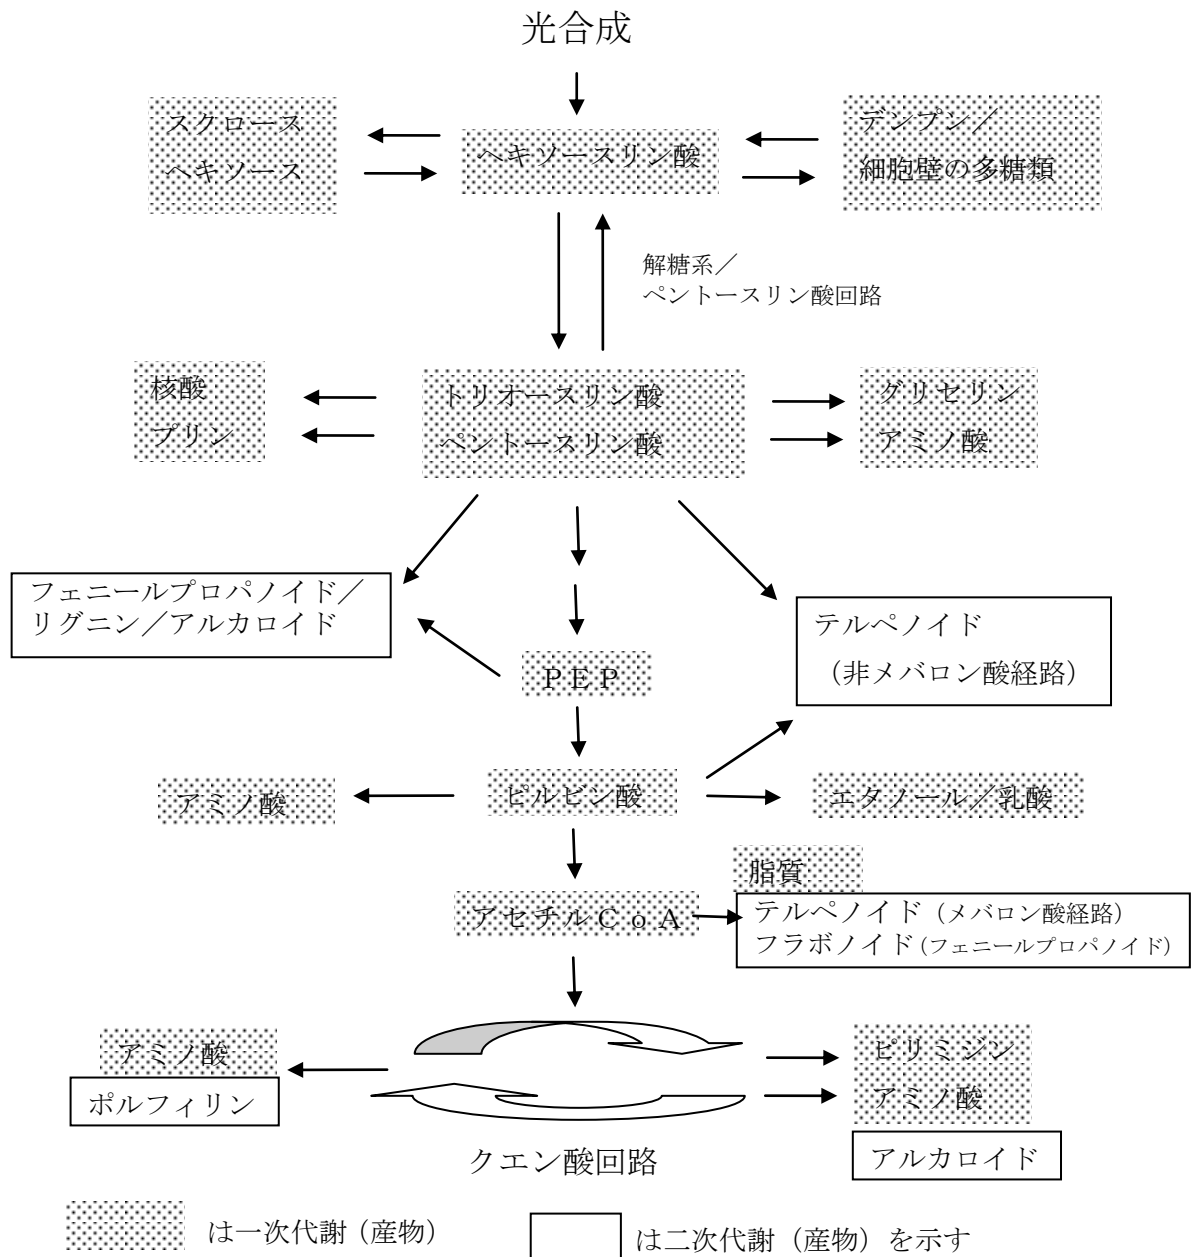 光合成
スクロース
ヘキソース
ヘキソースリン酸
デンプン／
細胞壁の多糖類
解糖系／
ペントースリン酸回路
核酸
プリン
トリオースリン酸
ペントースリン酸
グリセリン
アミノ酸
フェニールプロパノイド／
リグニン／アルカロイド
テルペノイド
（非メバロン酸経路）
ＰＥＰ
アミノ酸
ピルビン酸
エタノール／乳酸
脂質
アセチルＣｏＡ
テルペノイド（メバロン酸経路）
フラボノイド（フェニールプロパノイド）
アミノ酸
ポルフィリン
ピリミジン
アミノ酸
アルカロイド
クエン酸回路
は一次代謝（産物）
は二次代謝（産物）を示す